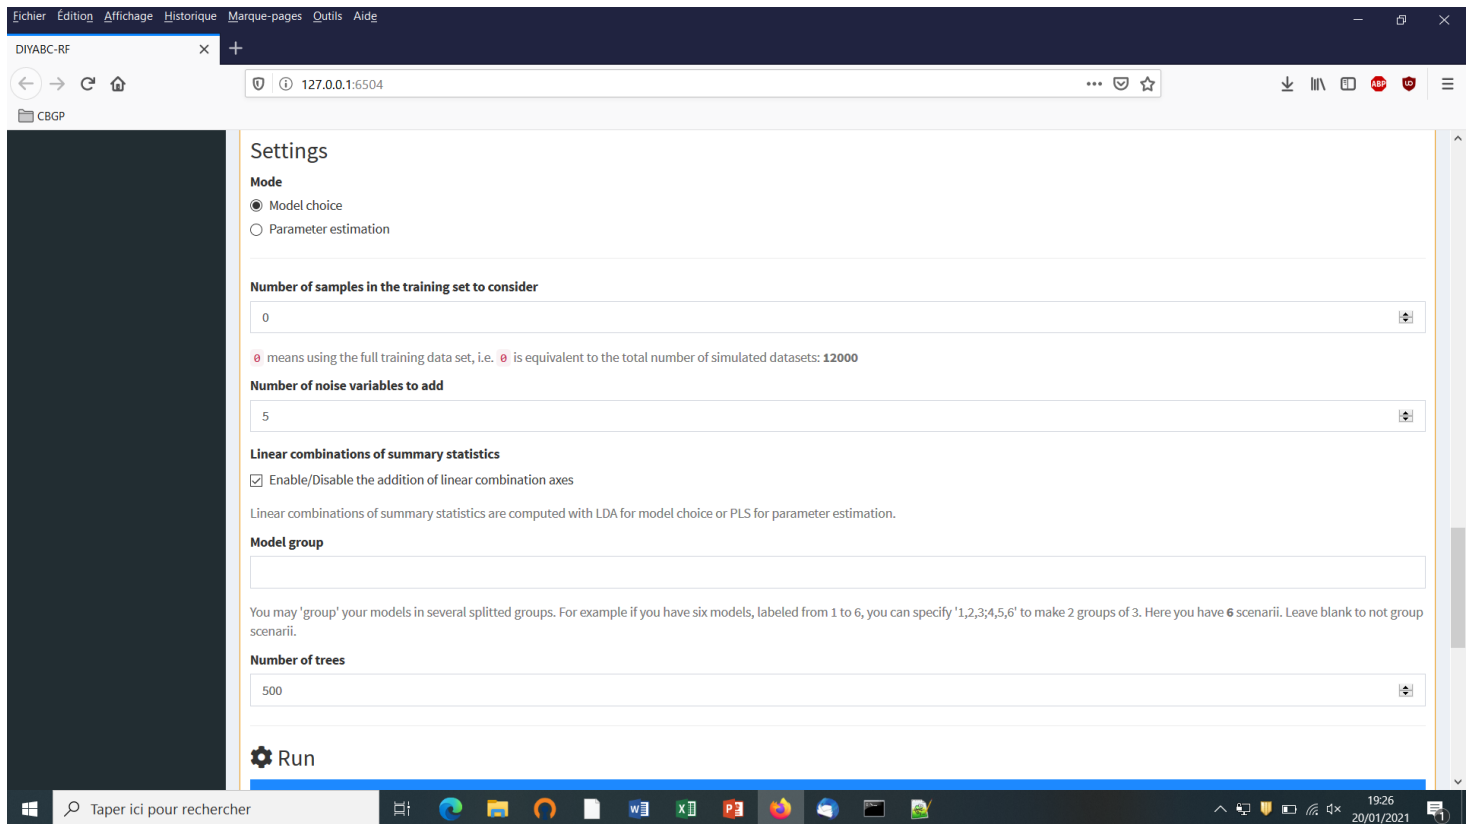 Fichier Édition Affichage Historique Marque-pages Outils Aide
DIYABC-RF
127.0.0.1:6504
ABP
CBGP
Settings
Mode
Model choice
Parameter estimation
Number of samples in the training set to consider
0
0 means using the full training data set, i.e. 0 is equivalent to the total number of simulated datasets: 12000
Number of noise variables to add
5
Linear combinations of summary statistics
Enable/Disable the addition of linear combination axes
Linear combinations of summary statistics are computed with LDA for model choice or PLS for parameter estimation.
Model group
You may 'group' your models in several splitted groups. For example if you have six models, labeled from 1 to 6, you can specify '1,2,3;4,5,6' to make 2 groups of 3. Here you have 6 scenarii. Leave blank to not group
scenarii.
Number of trees
500
Run
Taper ici pour rechercher
19:26
20/01/2021
1